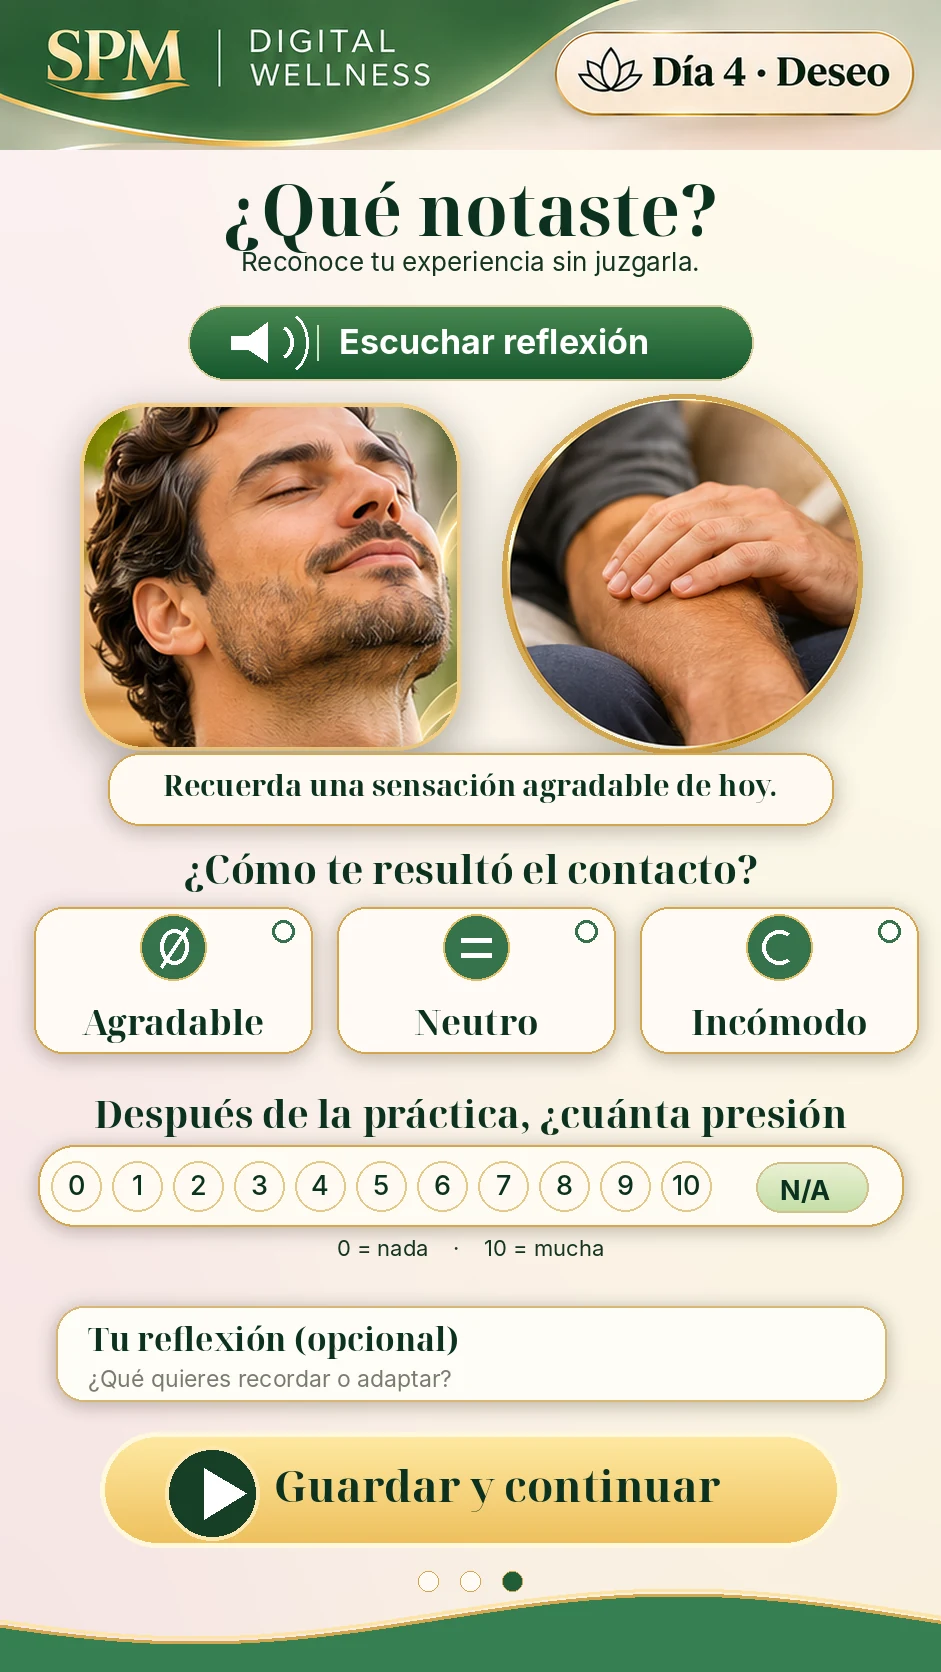 SPM
DIGITAL
WELLNESS
Día 4 · Deseo
¿Qué notaste?
Reconoce tu experiencia sin juzgarla.
Escuchar reflexión
Recuerda una sensación agradable de hoy.
¿Cómo te resultó el contacto?
Agradable
Neutro
Incómodo
Después de la práctica, ¿cuánta presión
0 1 2 3 4 5 6 7 8 9 10 N/A
0 = nada · 10 = mucha
Tu reflexión (opcional)
¿Qué quieres recordar o adaptar?
Guardar y continuar